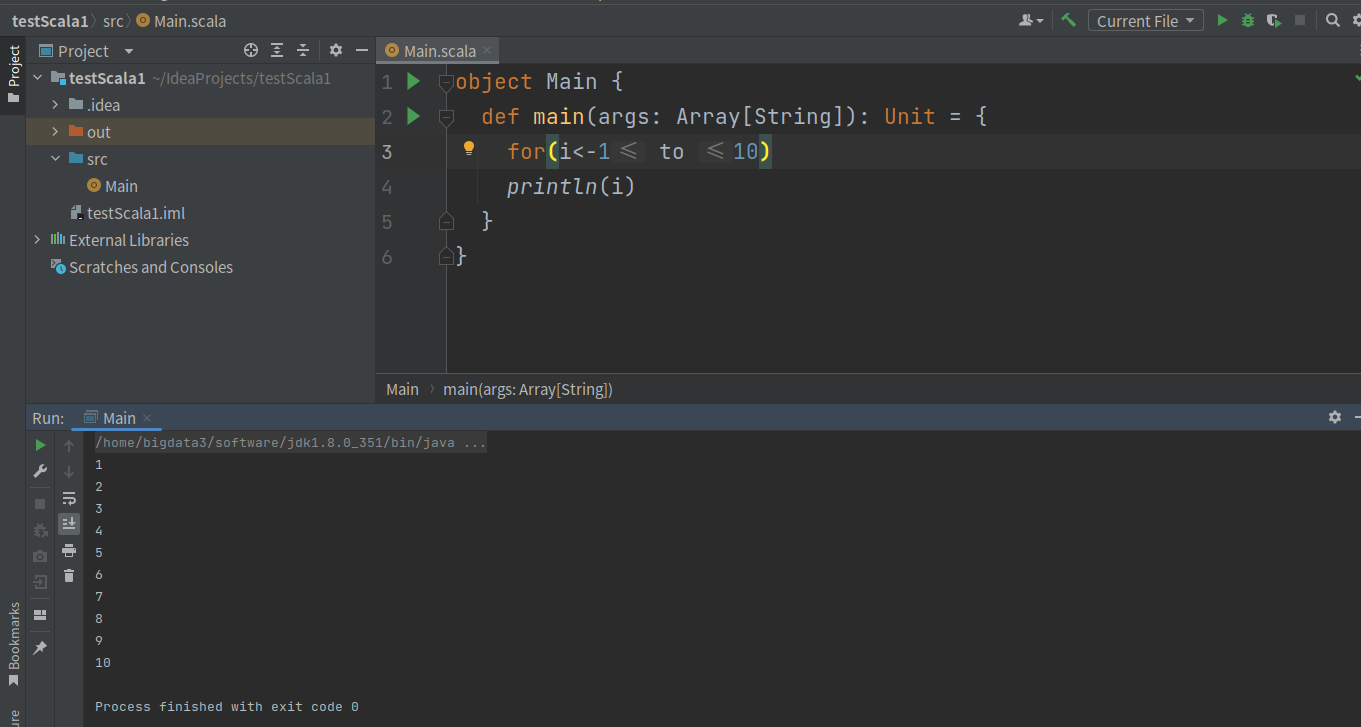 testScala1 src Main.scala
Current File
Project
Project
testScala1 ~/IdeaProjects/testScala1
.idea
out
src
Main
testScala1.iml
External Libraries
Scratches and Consoles
Main.scala
1 object Main {
2 def main(args: Array[String]): Unit = {
3 for(i<-1≤ to ≤10)
4 println(i)
5 }
6 }
Main main(args: Array[String])
Run: Main
/home/bigdata3/software/jdk1.8.0_351/bin/java ...
1
2
3
4
5
6
7
8
9
10
Process finished with exit code 0
Bookmarks